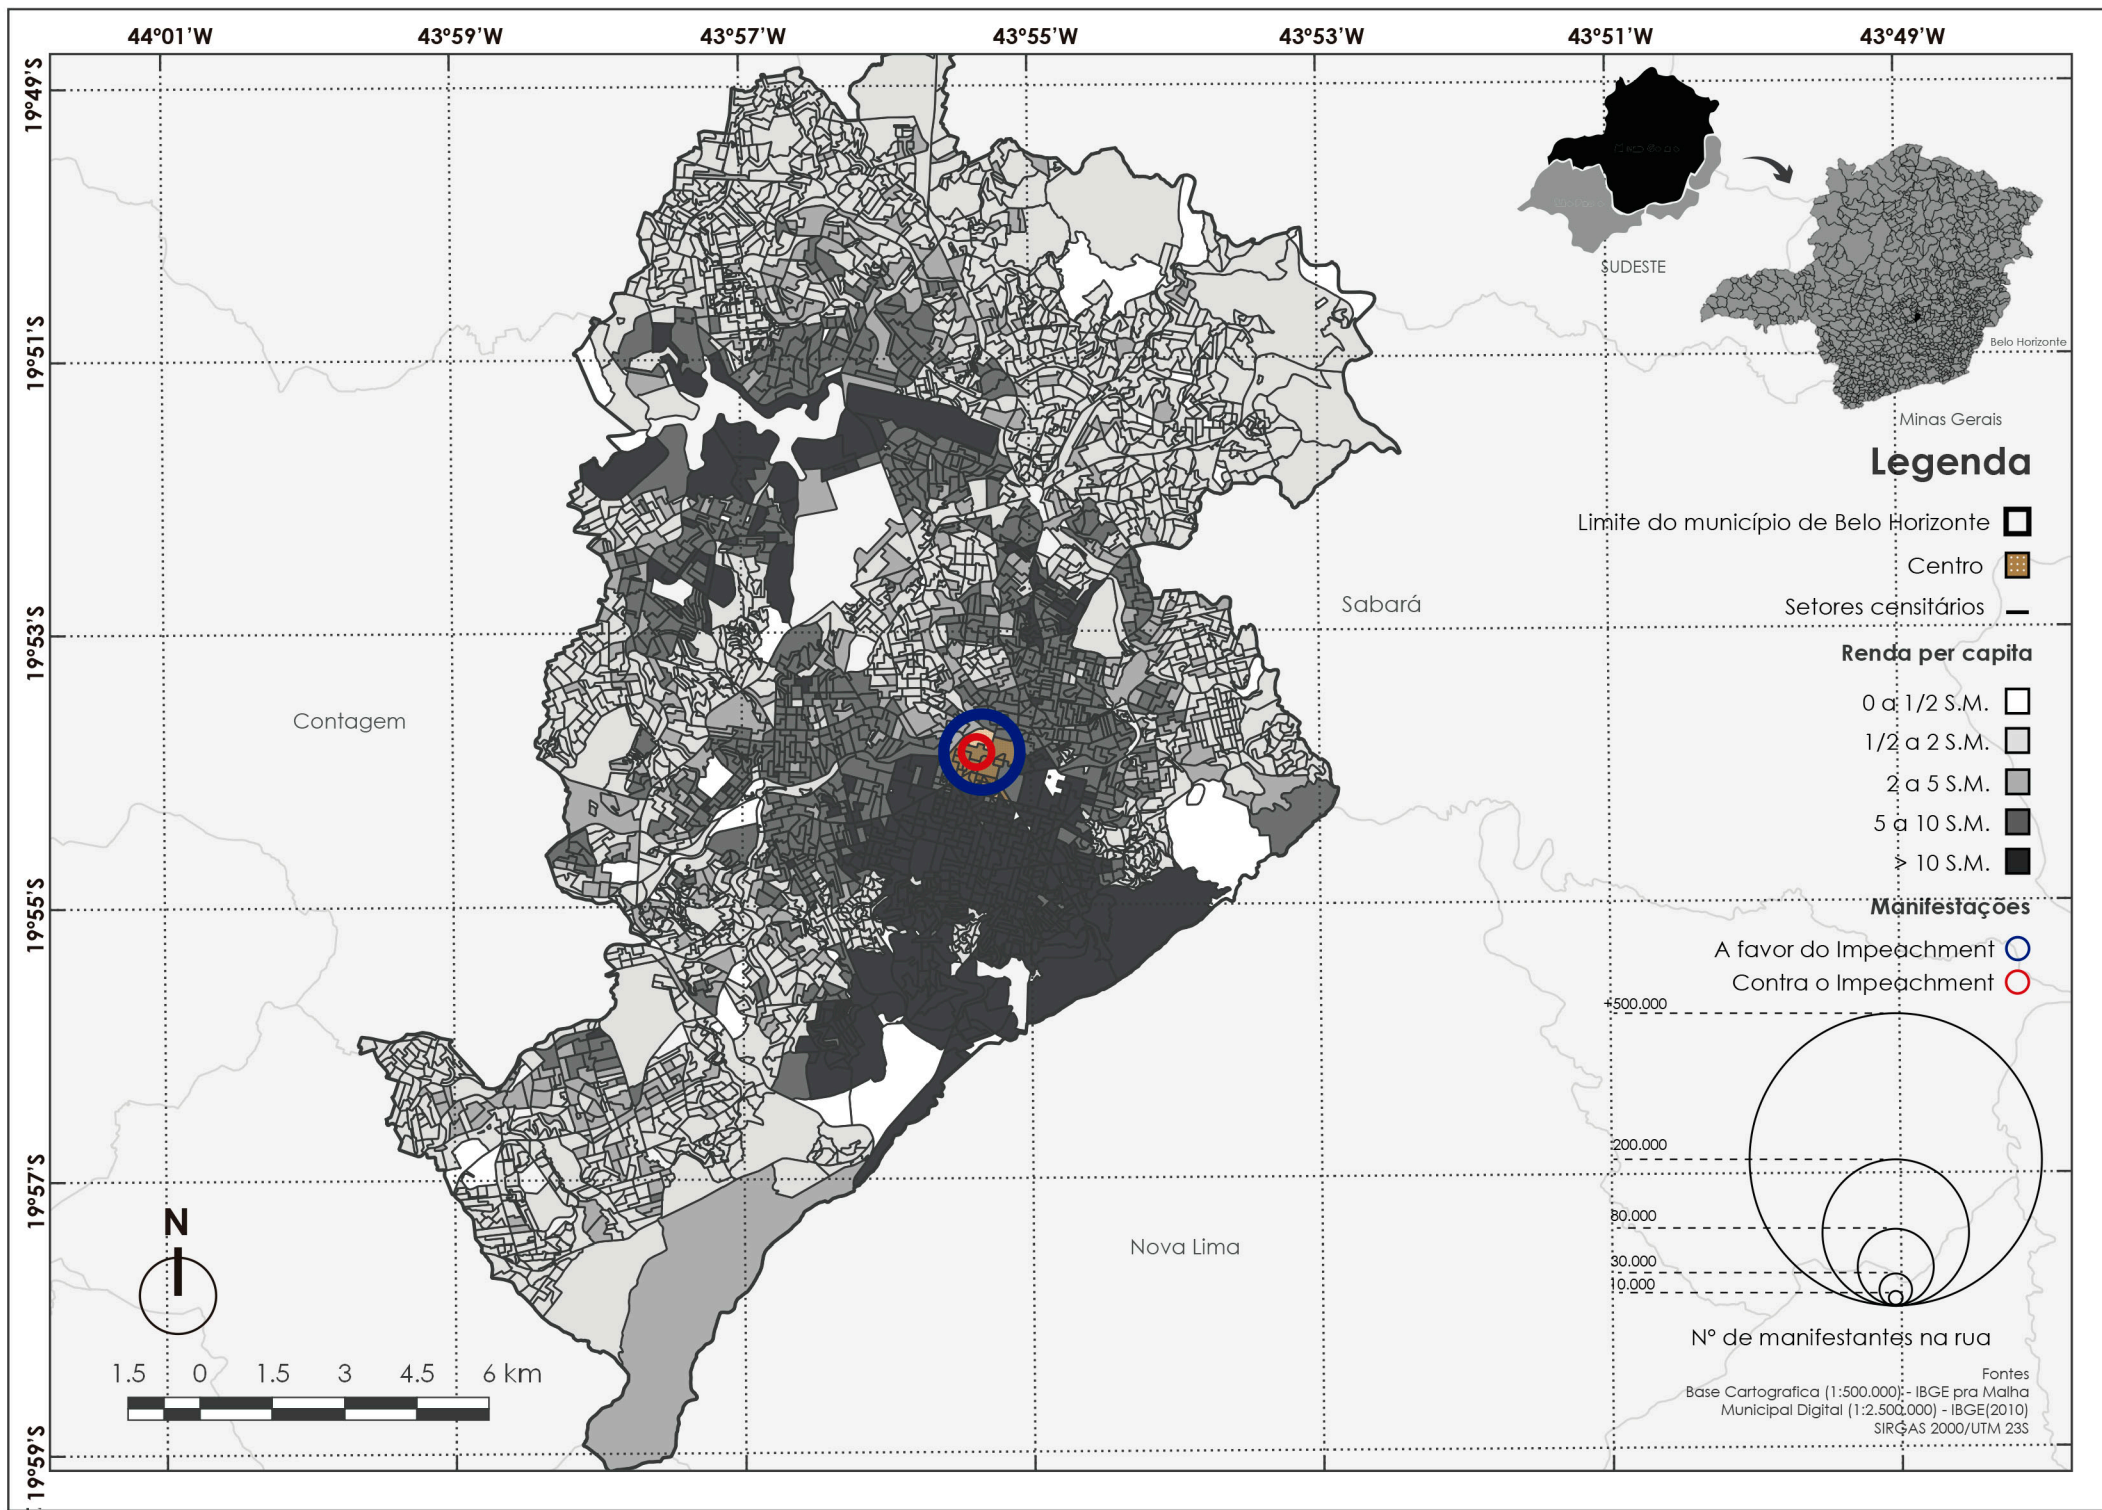 44°01'W 43°59'W 43°57'W 43°55'W 43°53'W 43°51'W 43°49'W
19°49'S
19°51'S
19°53'S
19°55'S
19°57'S
19°59'S
SUDESTE
Belo Horizonte
Minas Gerais
Contagem
Sabará
Nova Lima
Legenda
Limite do município de Belo Horizonte
Centro
Setores censitários
Renda per capita
0 a 1/2 S.M.
1/2 a 2 S.M.
2 a 5 S.M.
5 a 10 S.M.
> 10 S.M.
Manifestações
A favor do Impeachment
Contra o Impeachment
+500.000
200.000
80.000
30.000
10.000
Nº de manifestantes na rua
Fontes
Base Cartografica (1:500.000) - IBGE pra Malha
Municipal Digital (1:2.500.000) - IBGE(2010)
SIRGAS 2000/UTM 23S
N
1.5 0 1.5 3 4.5 6 km